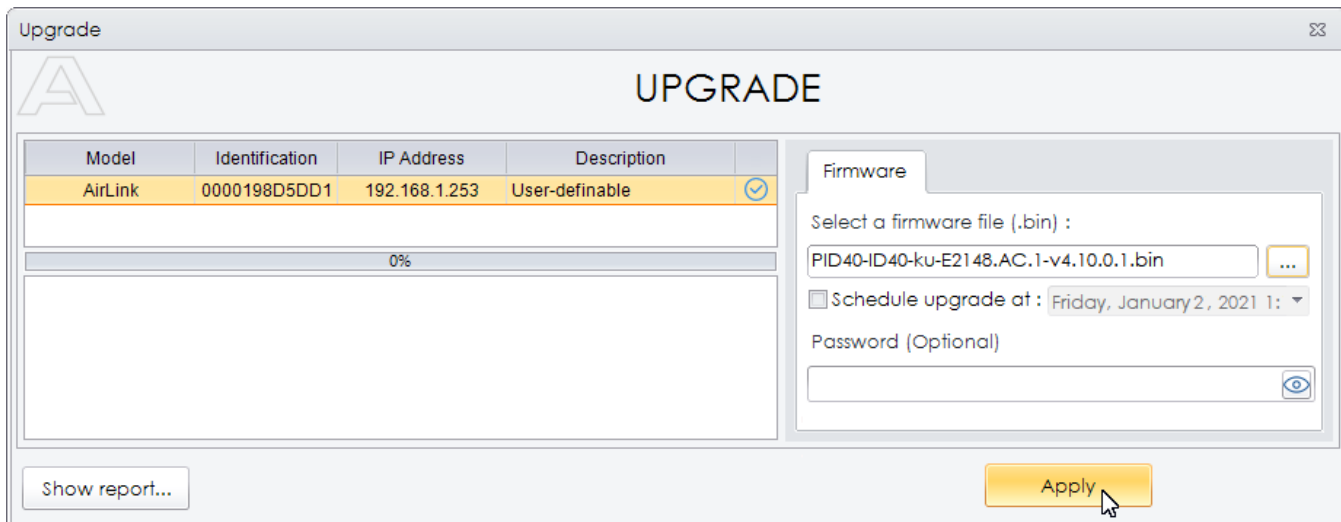 Upgrade
UPGRADE
Model Identification IP Address Description
AirLink 0000198D5DD1 192.168.1.253 User-definable
0%
Firmware
Select a firmware file (.bin) :
PID40-ID40-ku-E2148.AC.1-v4.10.0.1.bin ...
Schedule upgrade at : Friday, January 2, 2021 1:
Password (Optional)
Show report...
Apply